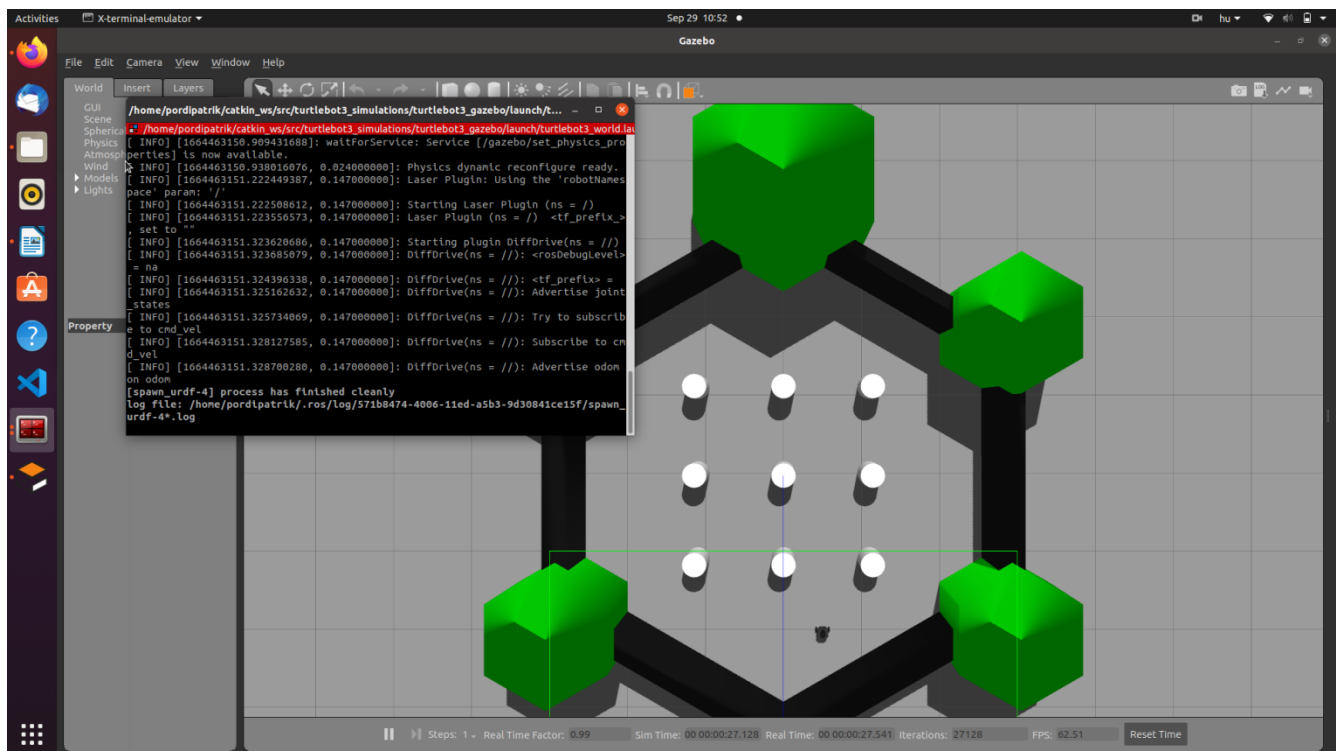 Activities
X-terminal-emulator
Sep 29 10:52
hu
Gazebo
File Edit Camera View Window Help
World Insert Layers
GUI
Scene
Spherica
Physics
Atmosph
Wind
Models
Lights
Property
/home/pordipatrik/catkin_ws/src/turtlebot3_simulations/turtlebot3_gazebo/launch/t...
/home/pordipatrik/catkin_ws/src/turtlebot3_simulations/turtlebot3_gazebo/launch/turtlebot3_world.lau
[ INFO] [1664463150.909431688]: waitForService: Service [/gazebo/set_physics_pro
perties] is now available.
[ INFO] [1664463150.938016076, 0.024000000]: Physics dynamic reconfigure ready.
[ INFO] [1664463151.222449387, 0.147000000]: Laser Plugin: Using the 'robotNames
pace' param: '/'
[ INFO] [1664463151.222508612, 0.147000000]: Starting Laser Plugin (ns = /)
[ INFO] [1664463151.223556573, 0.147000000]: Laser Plugin (ns = /)  <tf_prefix_>
, set to ""
[ INFO] [1664463151.323620686, 0.147000000]: Starting plugin DiffDrive(ns = //)
[ INFO] [1664463151.323685079, 0.147000000]: DiffDrive(ns = //): <rosDebugLevel>
= na
[ INFO] [1664463151.324396338, 0.147000000]: DiffDrive(ns = //): <tf_prefix> =
[ INFO] [1664463151.325162632, 0.147000000]: DiffDrive(ns = //): Advertise joint
_states
[ INFO] [1664463151.325734069, 0.147000000]: DiffDrive(ns = //): Try to subscrib
e to cmd_vel
[ INFO] [1664463151.328127585, 0.147000000]: DiffDrive(ns = //): Subscribe to cm
d_vel
[ INFO] [1664463151.328700280, 0.147000000]: DiffDrive(ns = //): Advertise odom
on odom
[spawn_urdf-4] process has finished cleanly
log file: /home/pordipatrik/.ros/log/571b8474-4006-11ed-a5b3-9d30841ce15f/spawn_
urdf-4*.log
Steps: 1 Real Time Factor: 0.99 Sim Time: 00 00:00:27.128 Real Time: 00 00:00:27.541 Iterations: 27128 FPS: 62.51 Reset Time